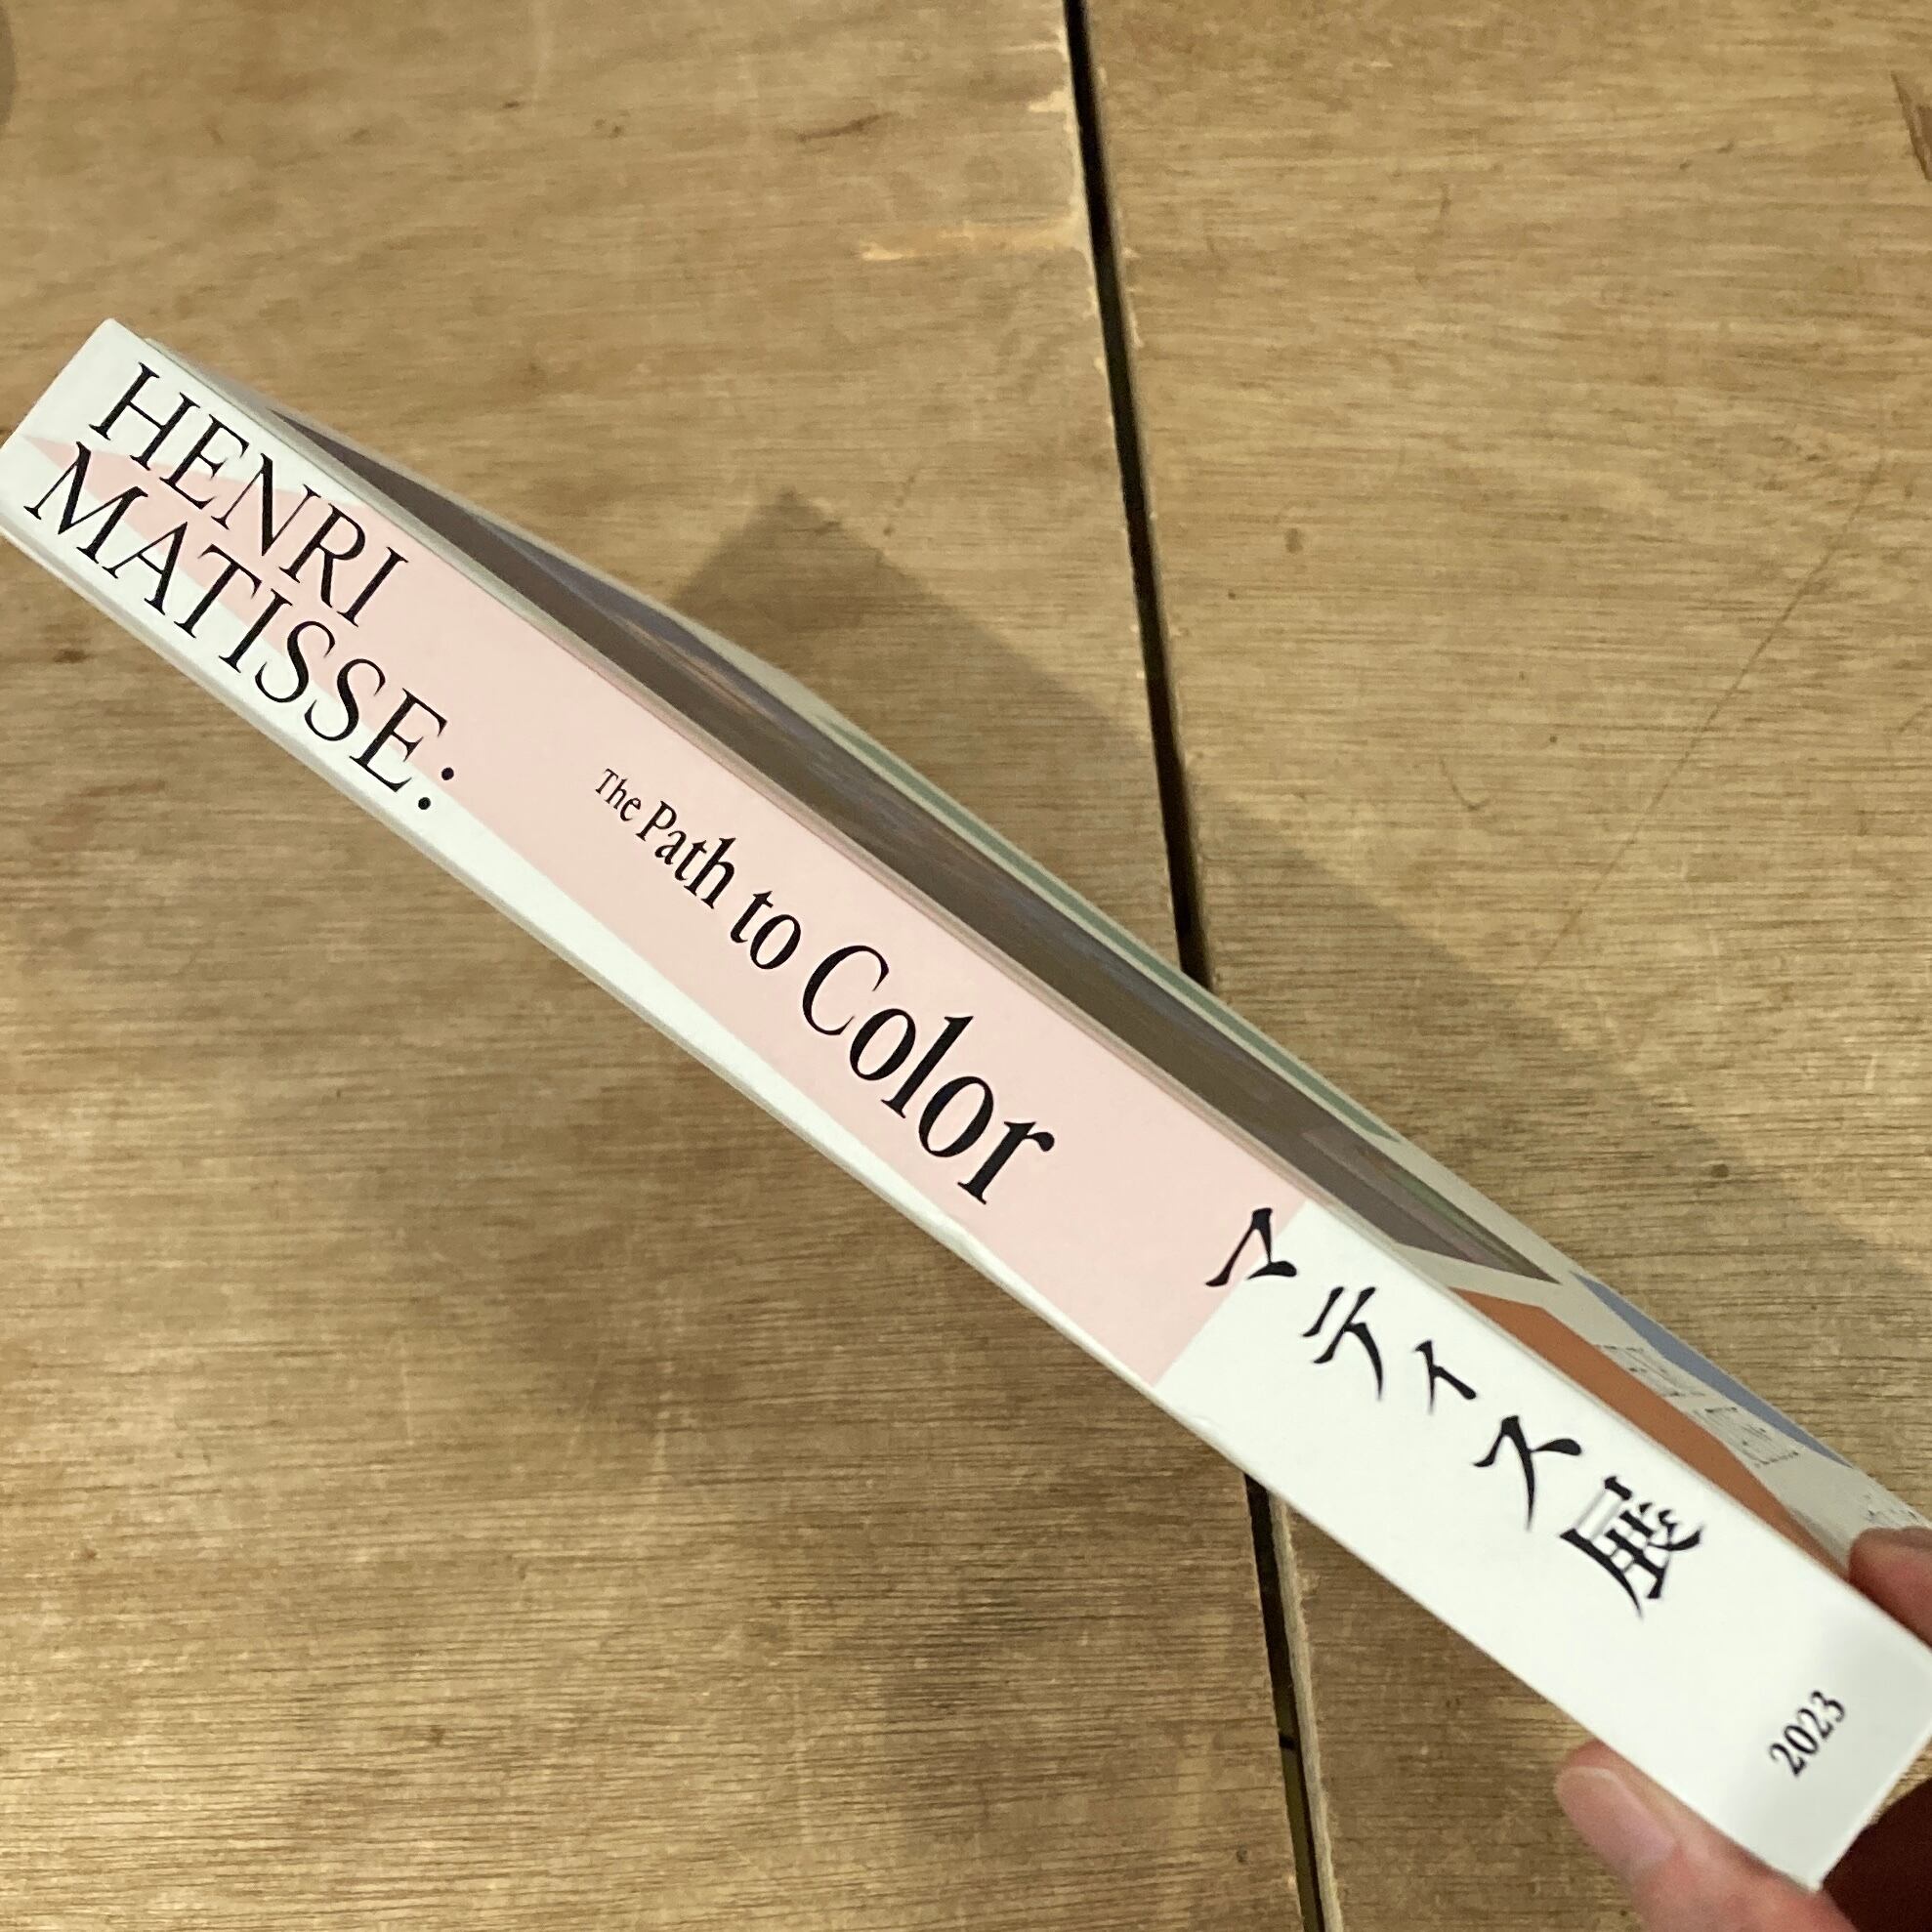 HENRI
MATISSE:
The Path to Color
マティス展
2023